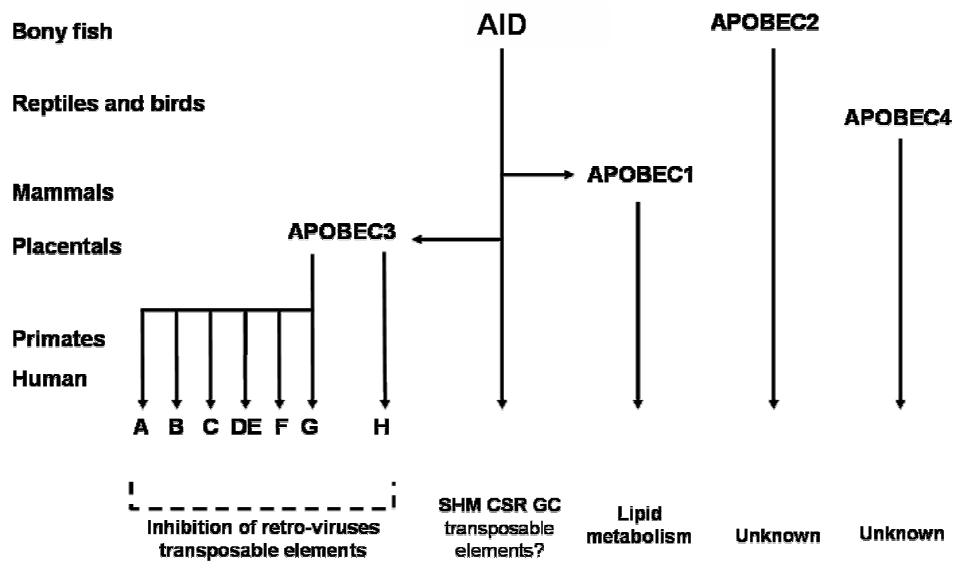 Bony fish
AID
APOBEC2
Reptiles and birds
APOBEC4
APOBEC1
Mammals
APOBEC3
Placentals
Primates
Human
A B C DE F G H
SHM CSR GC
transposable
elements?
Lipid
metabolism
Unknown
Unknown
Inhibition of retro-viruses
transposable elements